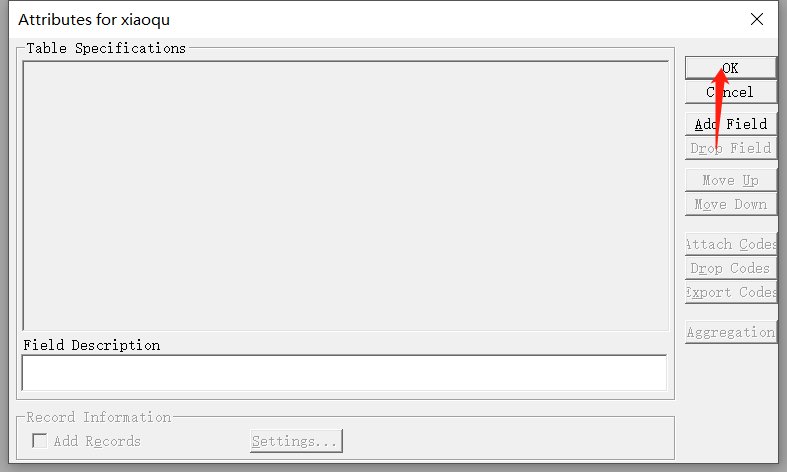 Attributes for xiaoqu
Table Specifications
OK
Cancel
Add Field
Drop Field
Move Up
Move Down
Attach Codes
Drop Codes
Export Codes
Aggregation
Field Description
Record Information
Add Records
Settings...